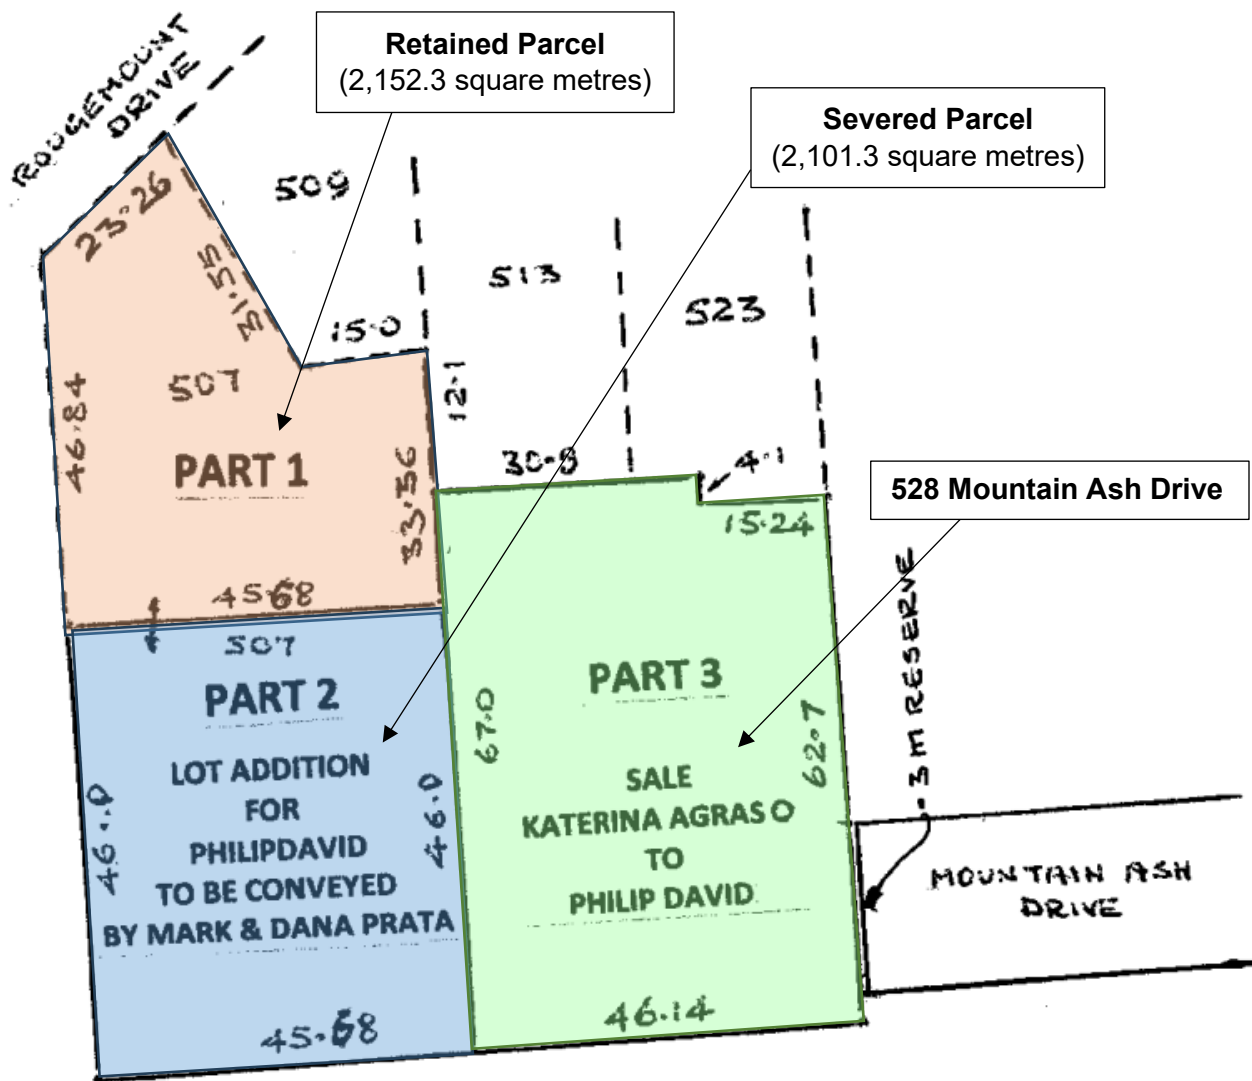 ROUGEMOUNT
DRIVE
Retained Parcel
(2,152.3 square metres)
Severed Parcel
(2,101.3 square metres)
509
513
523
23.26
31.55
15.0
12.1
507
46.84
PART 1
33.56
30.9
4.1
15.24
528 Mountain Ash Drive
45.68
507
PART 2
LOT ADDITION
FOR
PHILIPDAVID
TO BE CONVEYED
BY MARK & DANA PRATA
46.0
46.0
45.68
67.0
PART 3
SALE
KATERINA AGRASO
TO
PHILIP DAVID
62.7
46.14
.3 M RESERVE
MOUNTAIN ASH
DRIVE